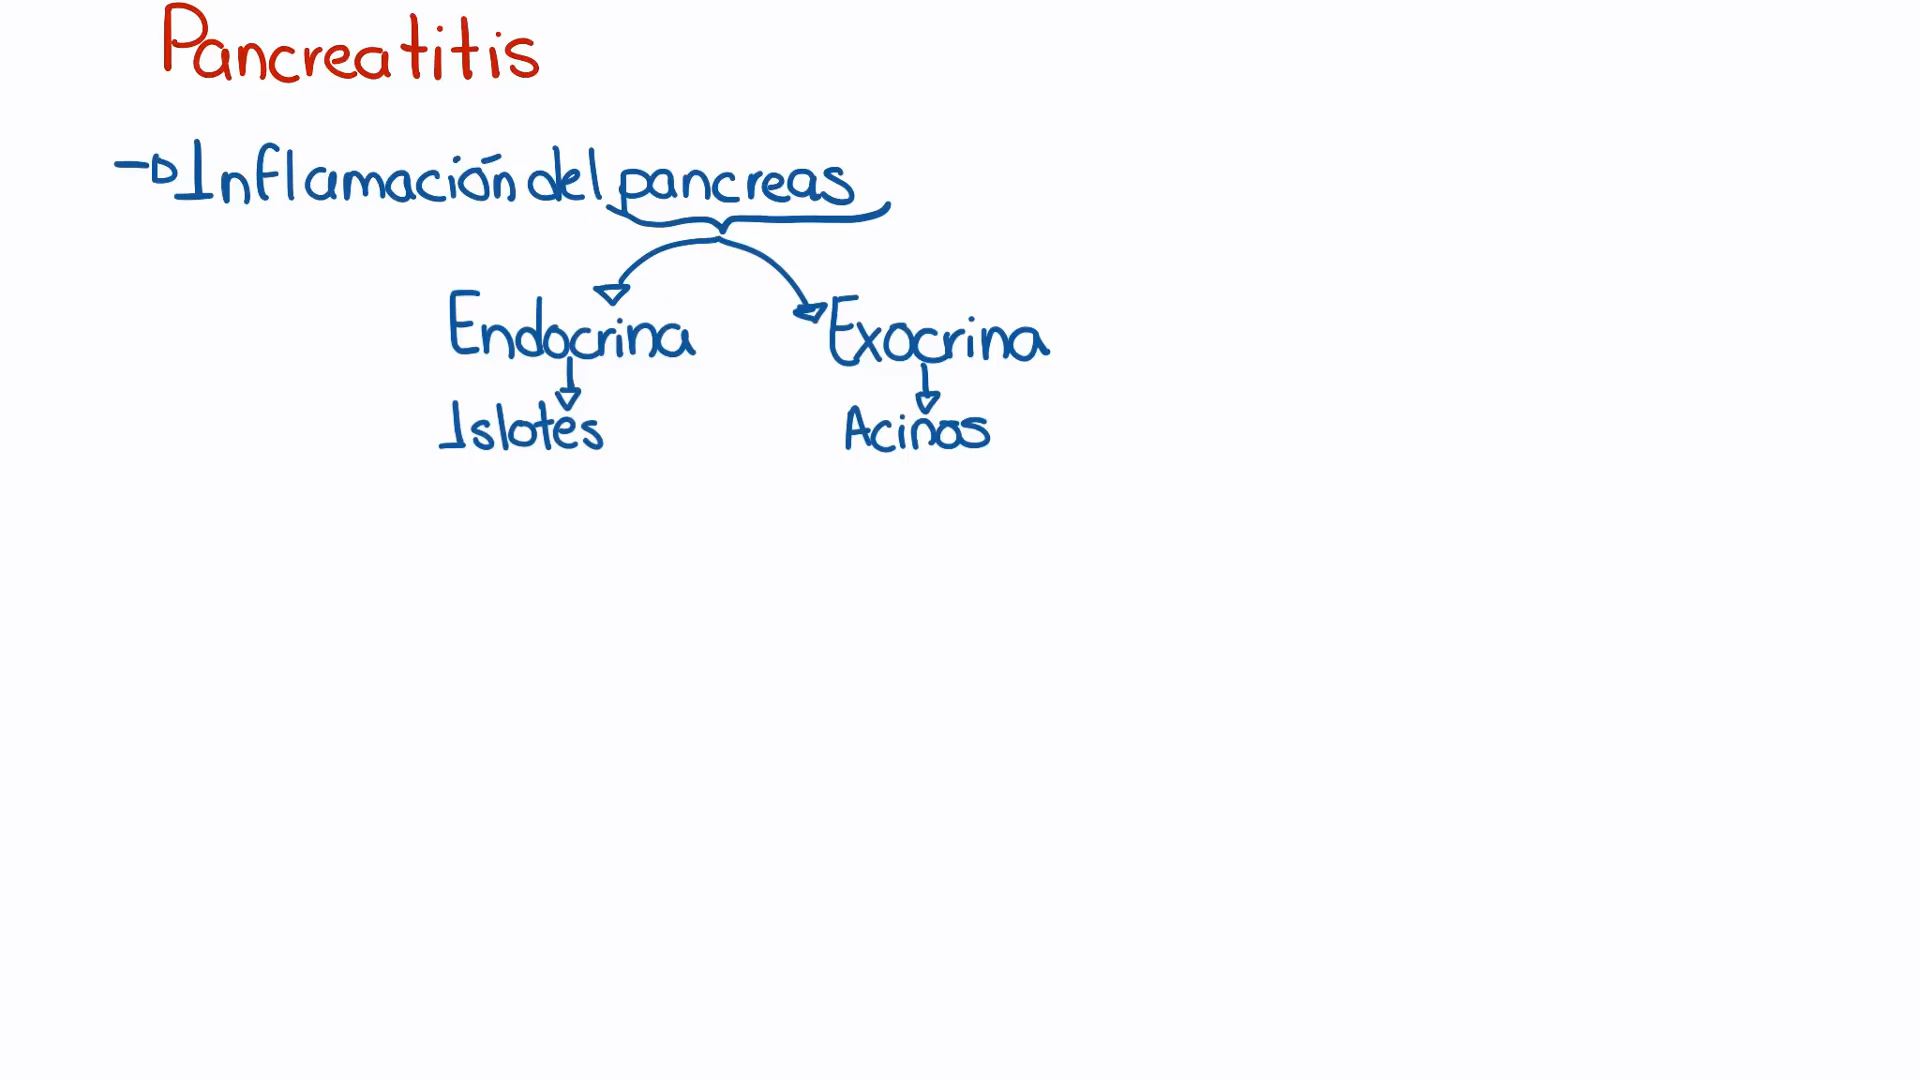 Pancreatitis
Inflamación del pancreas
Endocrina Exocrina
Islotes Acinos